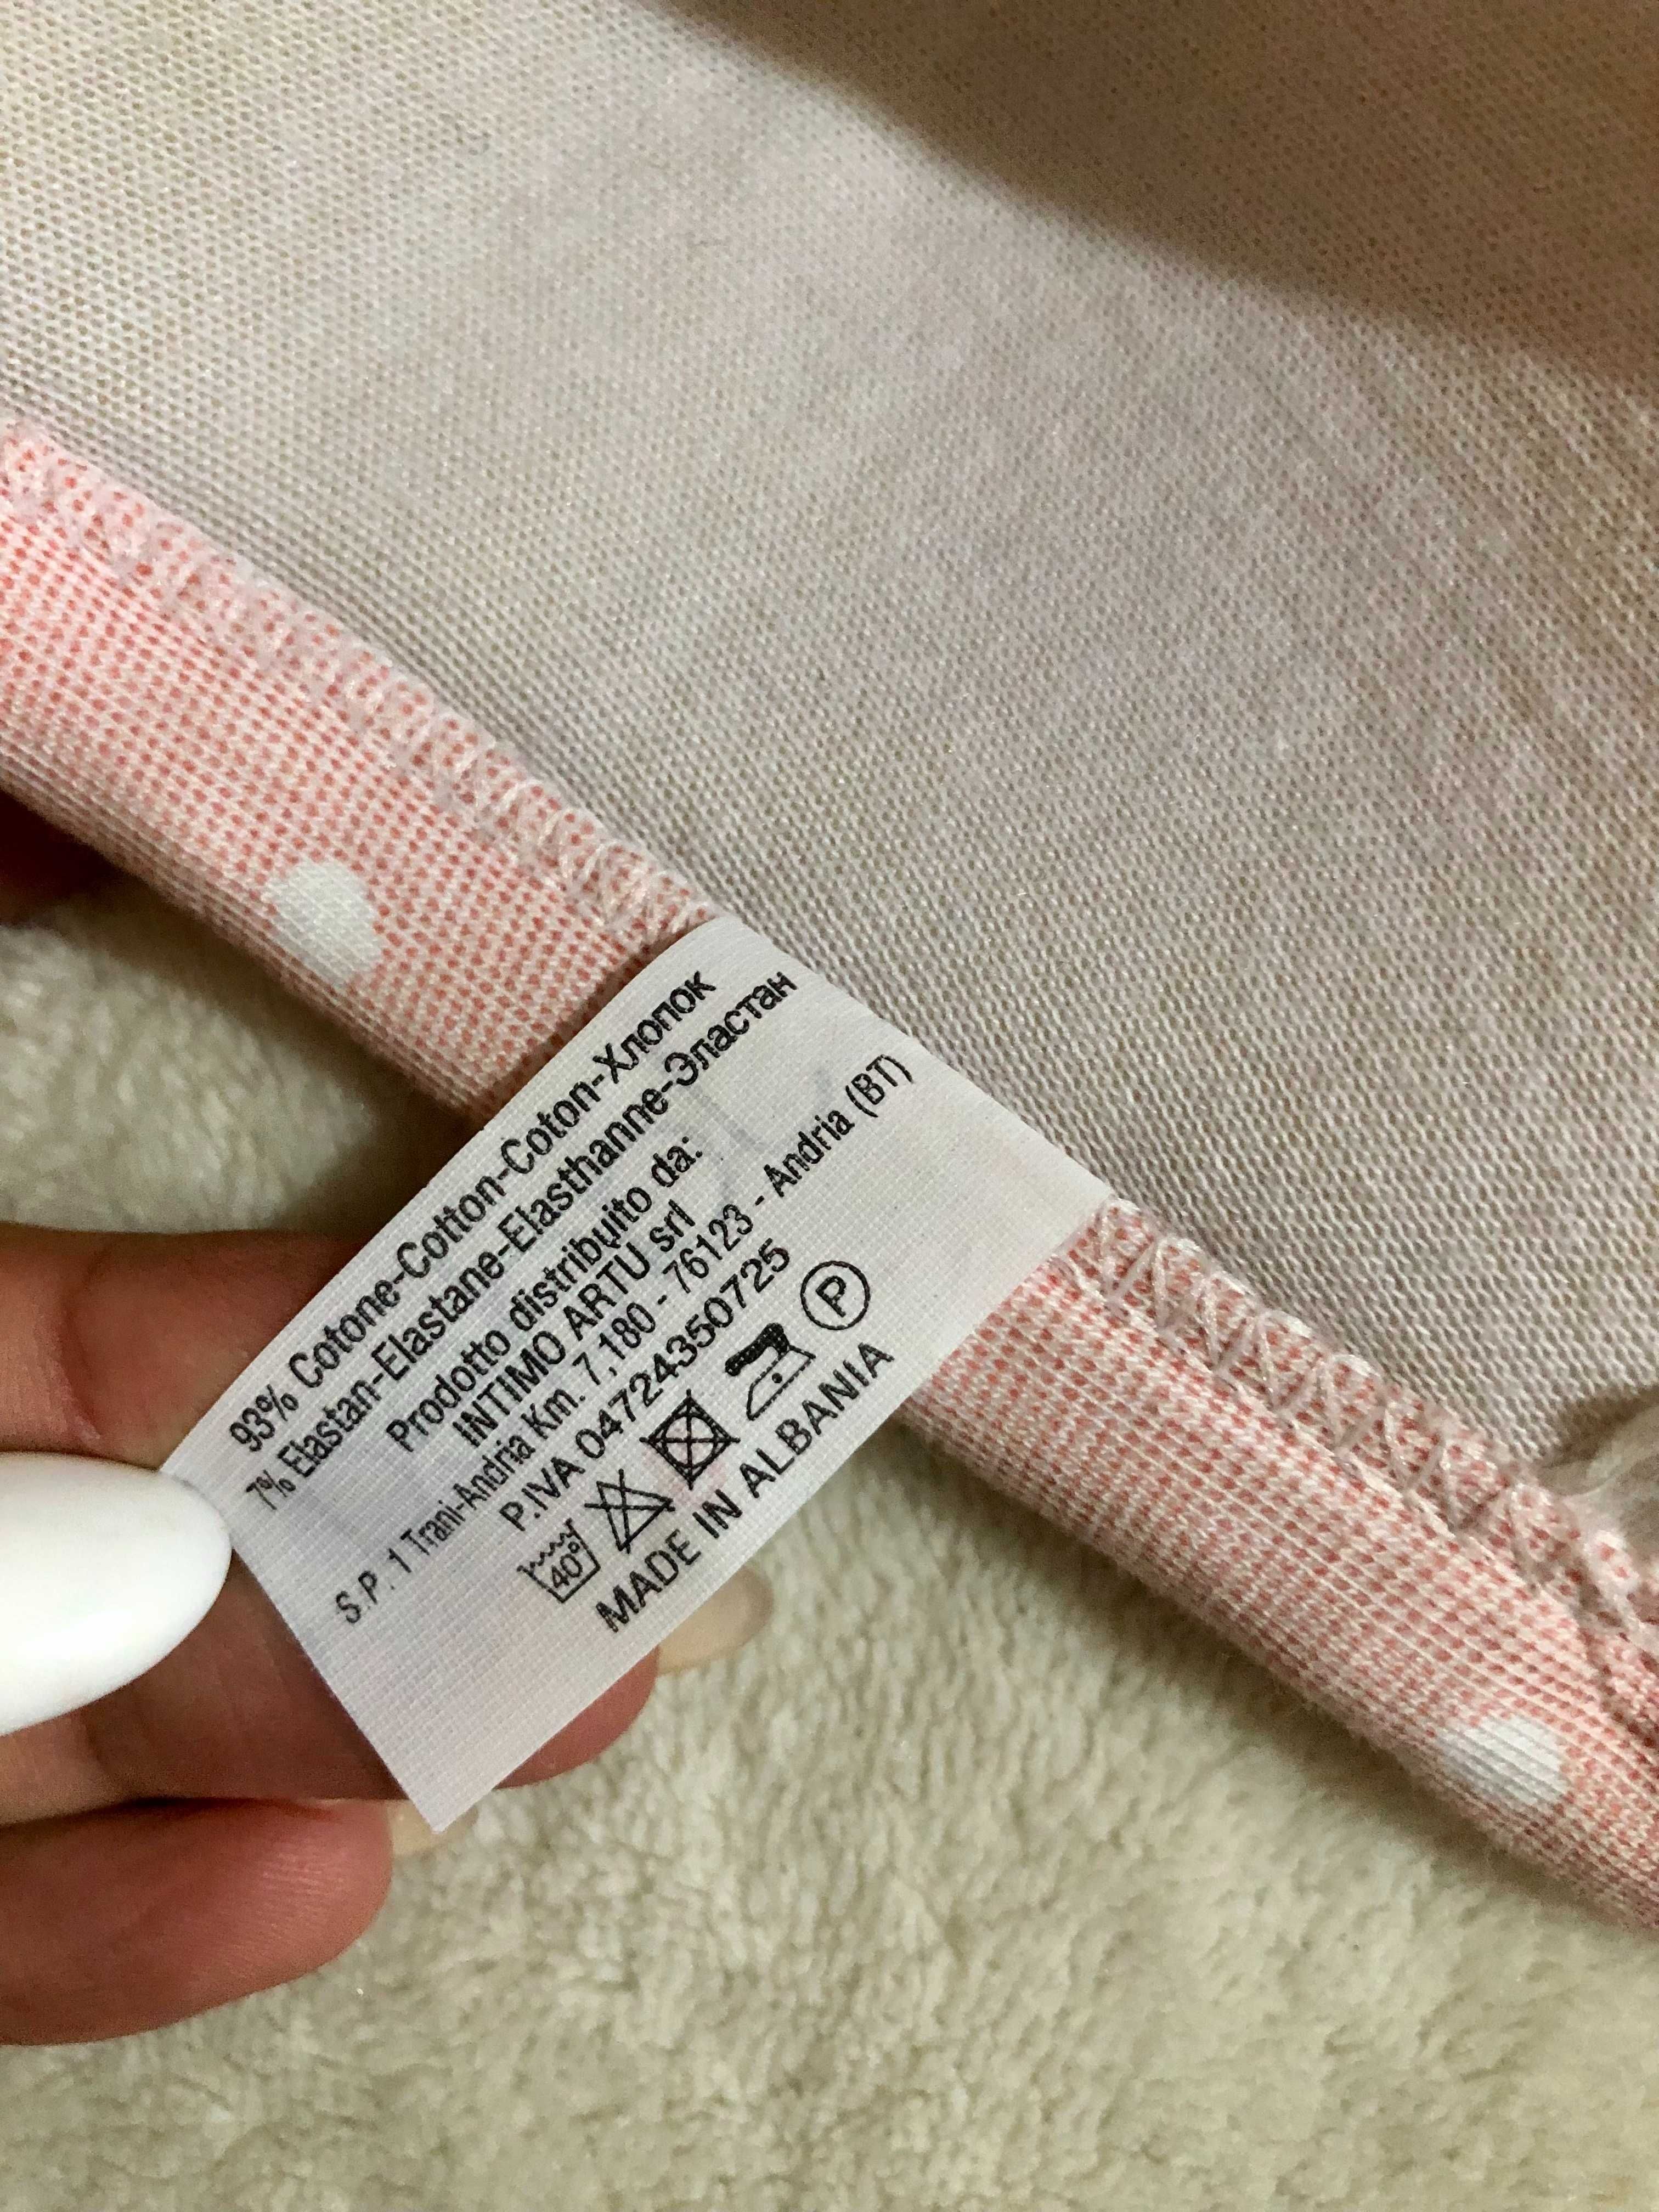 93% Cotone-Cotton-Coton-Хлопок
7% Elastan-Elastane-Elasthanne-Эластан
Prodotto distribuito da:
INTIMO ARTÙ srl
S.P. 1 Trani-Andria Km. 7,180 - 76123 - Andria (BT)
P.IVA 04724350725
40° P
MADE IN ALBANIA